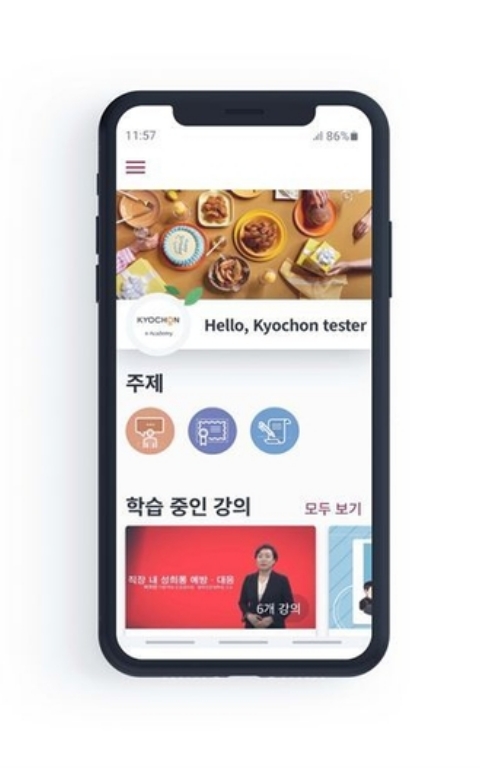 11:57
86%
KYOCHON
e-Academy
Hello, Kyochon tester
주제
학습 중인 강의
모두 보기
직장 내 성희롱 예방·대응
6개 강의